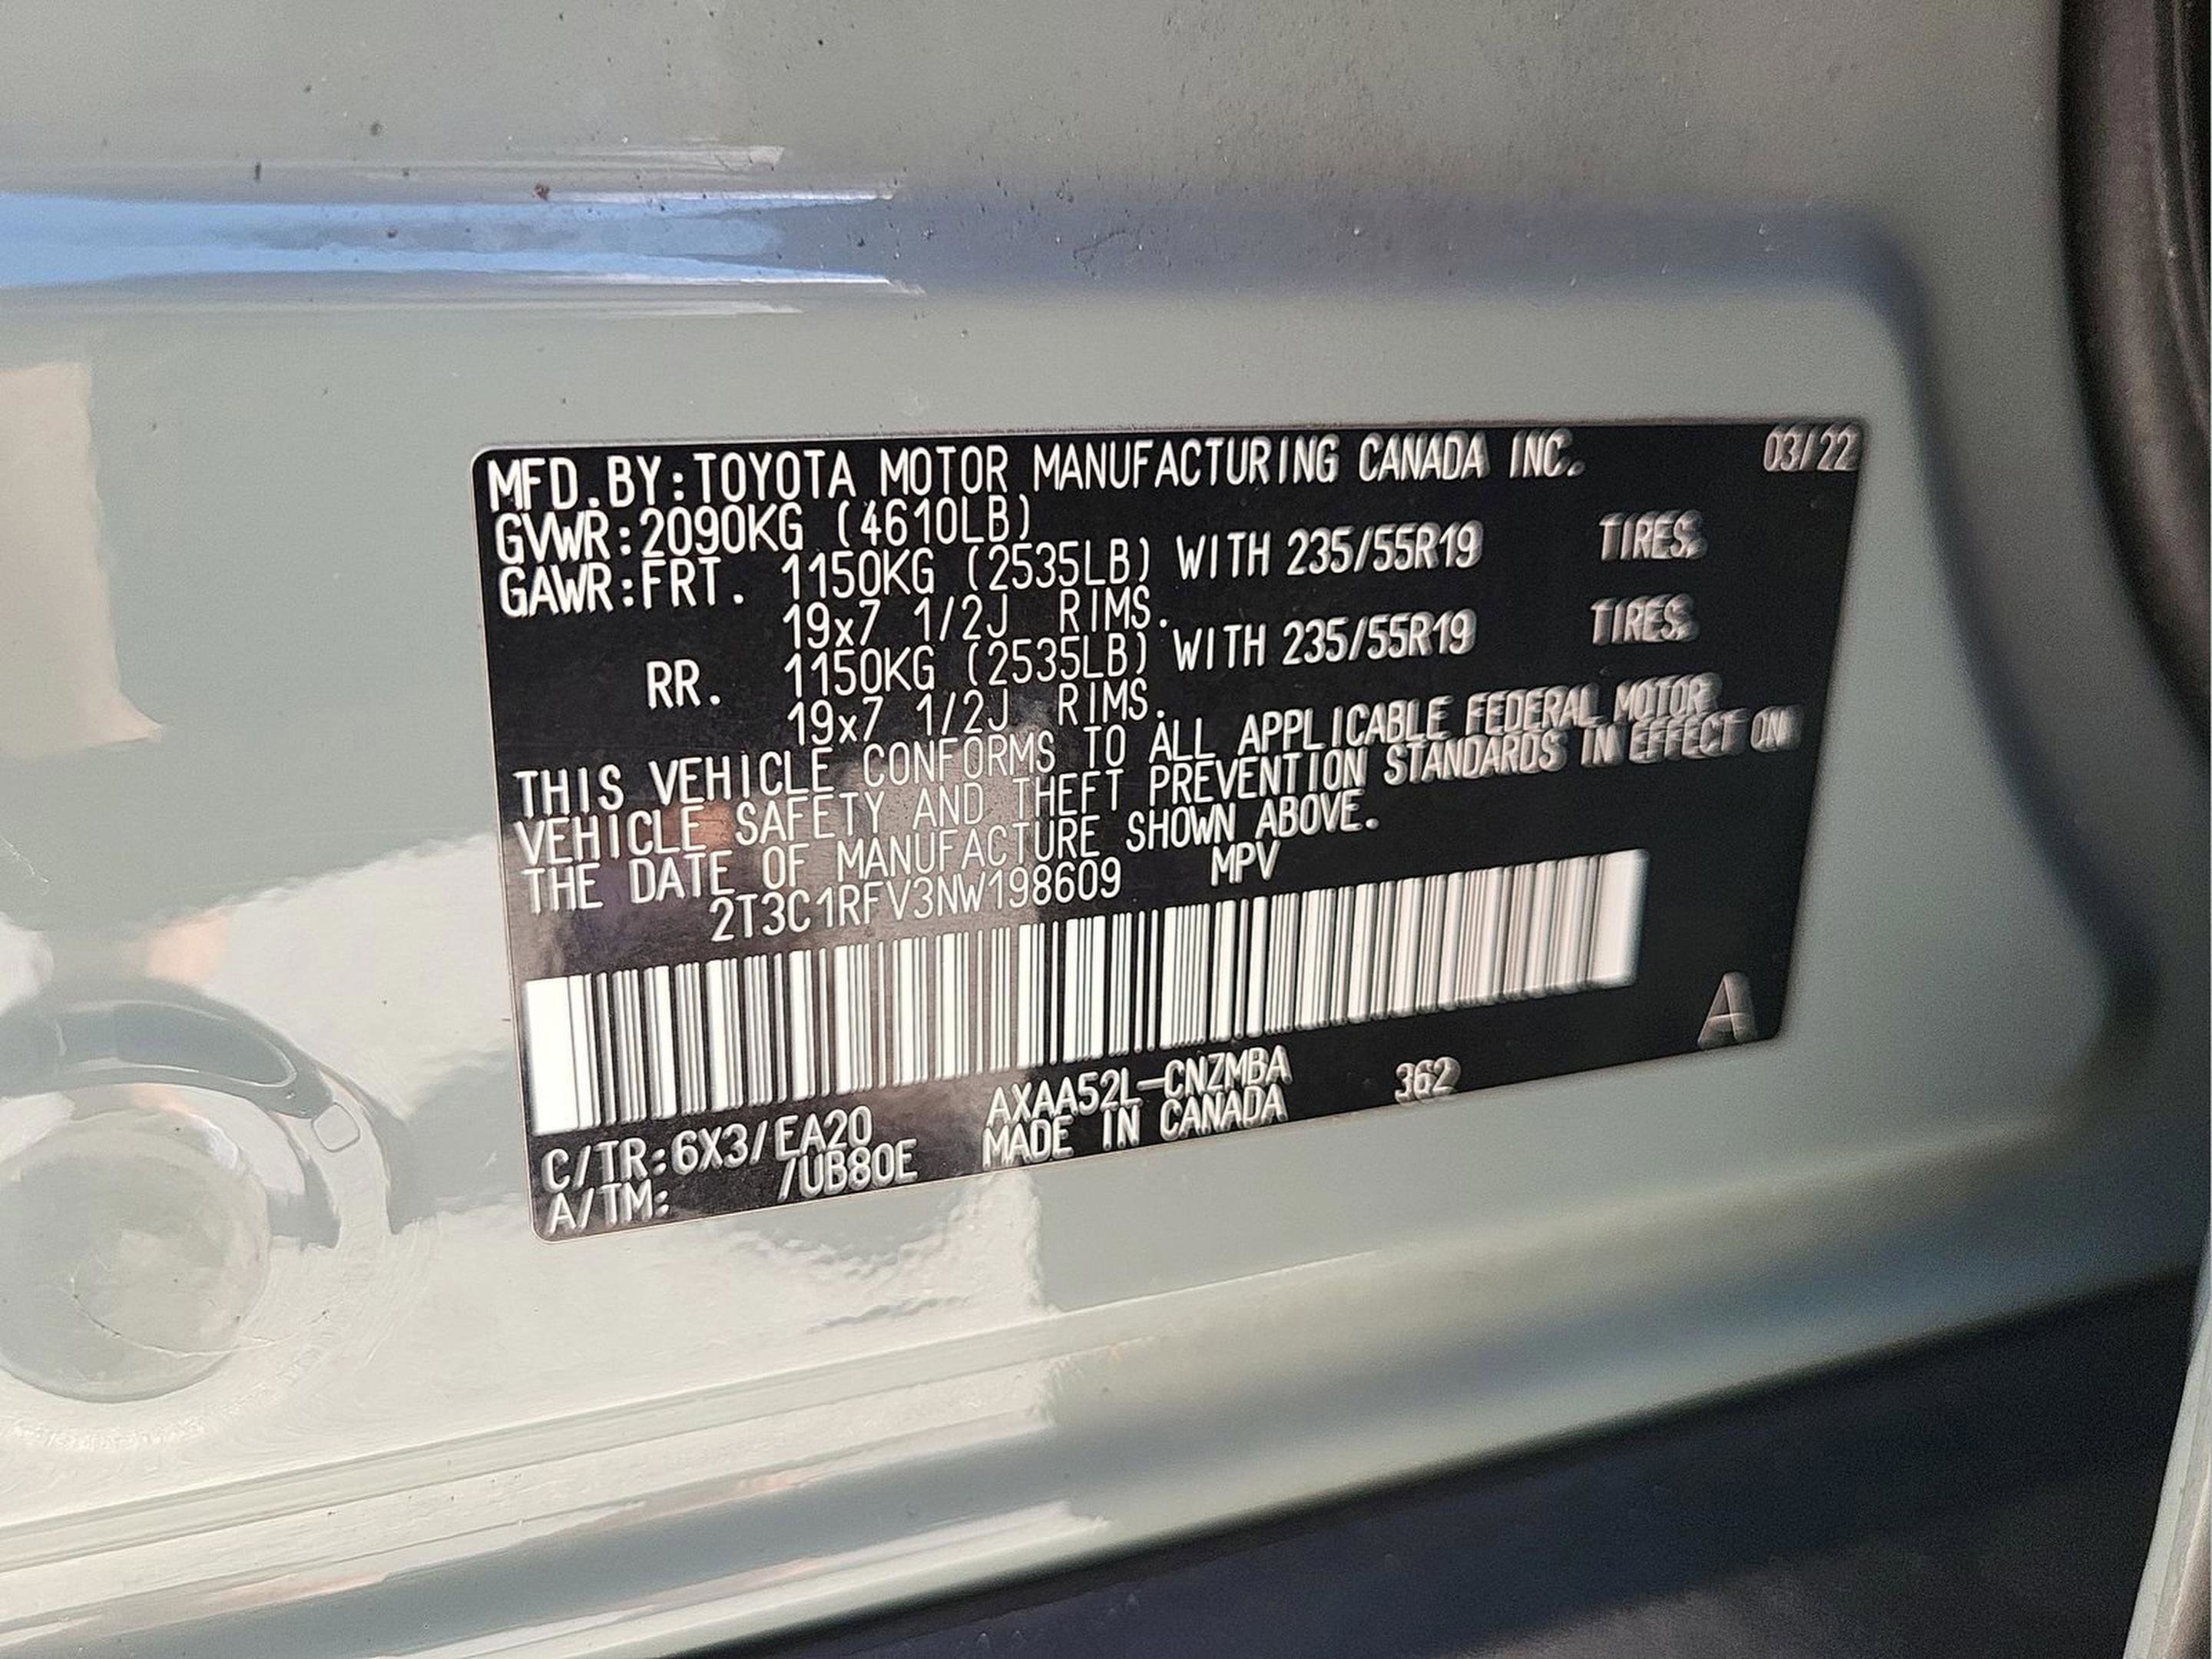 MFD.BY:TOYOTA MOTOR MANUFACTURING CANADA INC. 03/22
GVWR:2090KG (4610LB)
GAWR:FRT. 1150KG (2535LB) WITH 235/55R19 TIRES.
19x7 1/2J RIMS.
RR. 1150KG (2535LB) WITH 235/55R19 TIRES.
19x7 1/2J RIMS.
THIS VEHICLE CONFORMS TO ALL APPLICABLE FEDERAL MOTOR
VEHICLE SAFETY AND THEFT PREVENTION STANDARDS IN EFFECT ON
THE DATE OF MANUFACTURE SHOWN ABOVE.
2T3C1RFV3NW198609 MPV
A
C/TR:6X3/EA20 AXAA52L-CNZMBA 362
A/TM: /UB80E MADE IN CANADA